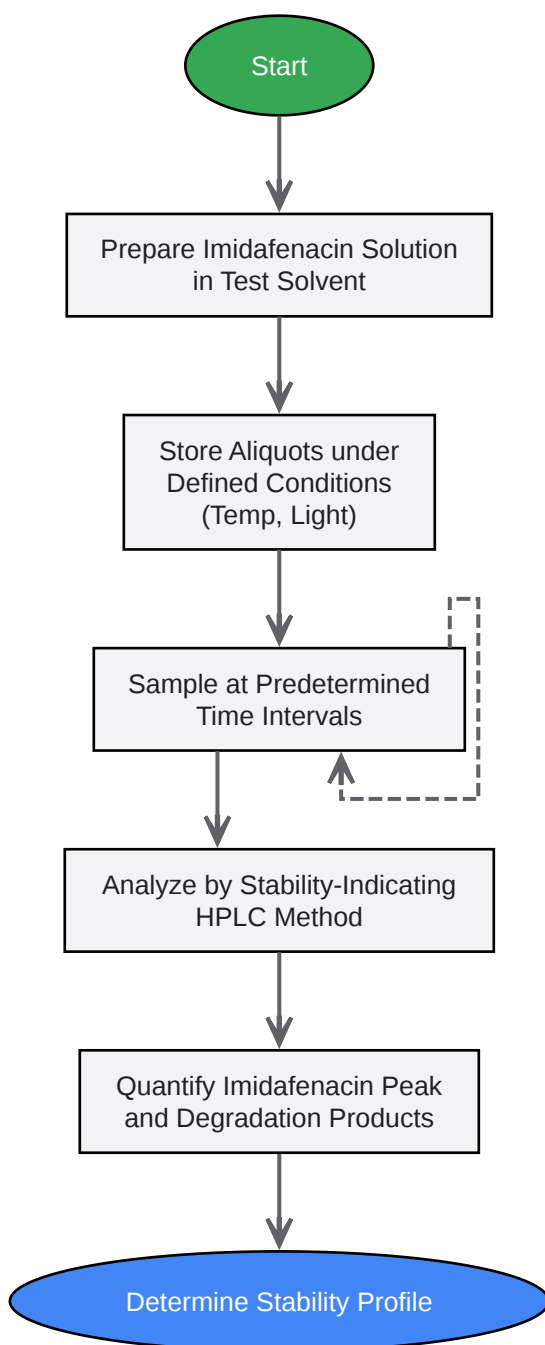 Start
Prepare Imidafenacin Solution
in Test Solvent
Store Aliquots under
Defined Conditions
(Temp, Light)
Sample at Predetermined
Time Intervals
Analyze by Stability-Indicating
HPLC Method
Quantify Imidafenacin Peak
and Degradation Products
Determine Stability Profile